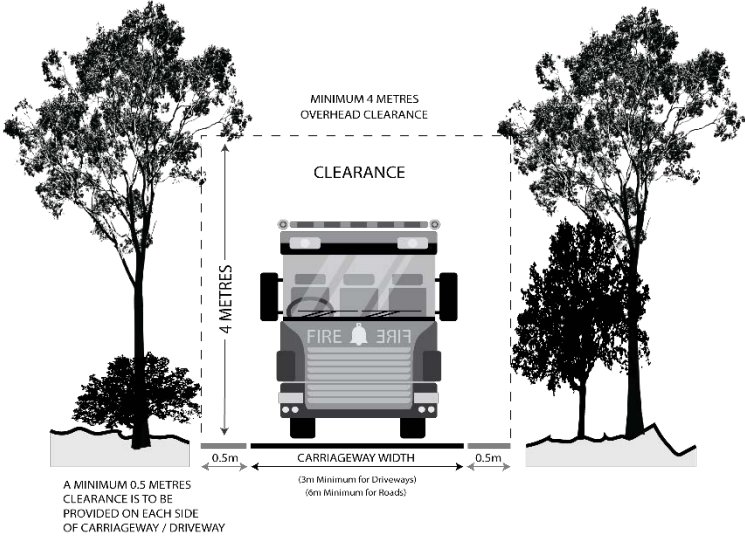 MINIMUM 4 METRES
OVERHEAD CLEARANCE
CLEARANCE
4 METRES
FIRE FIRE
0.5m
CARRIAGEWAY WIDTH
0.5m
(3m Minimum for Driveways)
(6m Minimum for Roads)
A MINIMUM 0.5 METRES
CLEARANCE IS TO BE
PROVIDED ON EACH SIDE
OF CARRIAGEWAY / DRIVEWAY